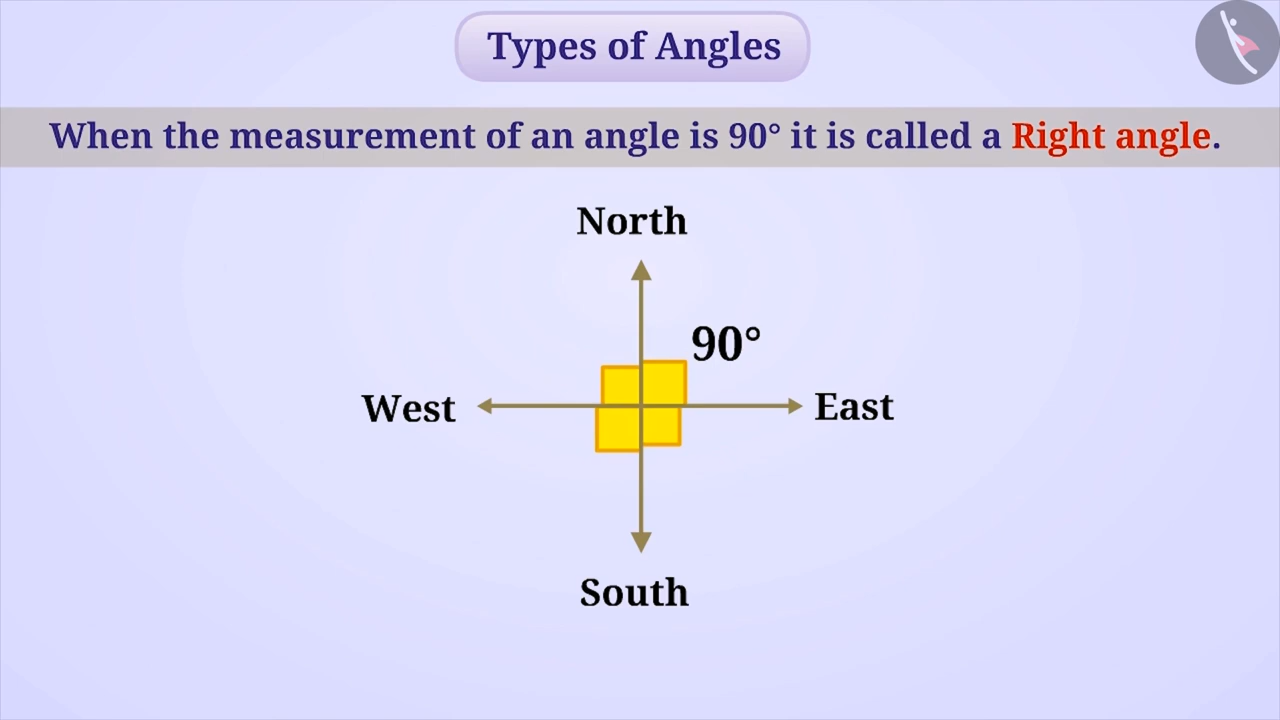 Types of Angles
When the measurement of an angle is 90° it is called a Right angle.
North
90°
West
East
South